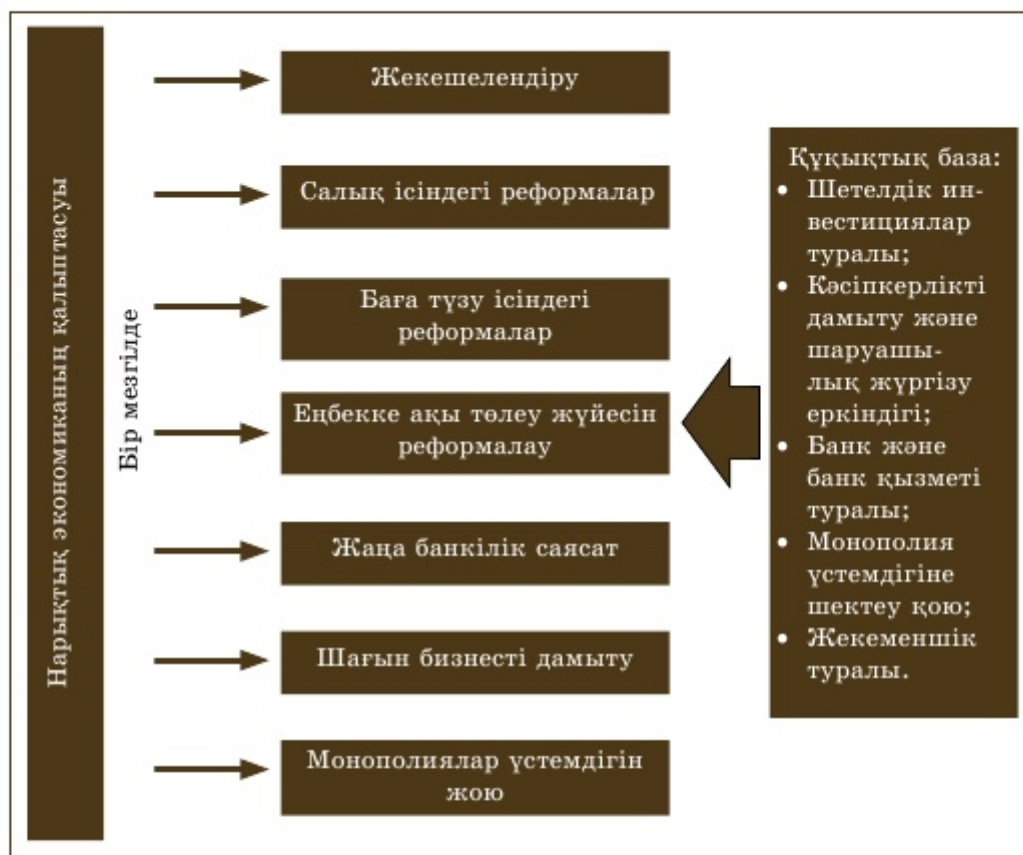 Нарықтық экономиканың қалыптасуы
Бір мезгілде
Жекешелендіру
Салық ісіндегі реформалар
Баға түзу ісіндегі
реформалар
Еңбекке ақы төлеу жүйесін
реформалау
Жаңа банкілік саясат
Шағын бизнесті дамыту
Монополиялар үстемдігін
жою
Құқықтық база:
• Шетелдік ин-
вестициялар
туралы;
• Кәсіпкерлікті
дамыту және
шаруашы-
лық жүргізу
еркіндігі;
• Банк және
банк қызметі
туралы;
• Монополия
үстемдігіне
шектеу қою;
• Жекеменшік
туралы.